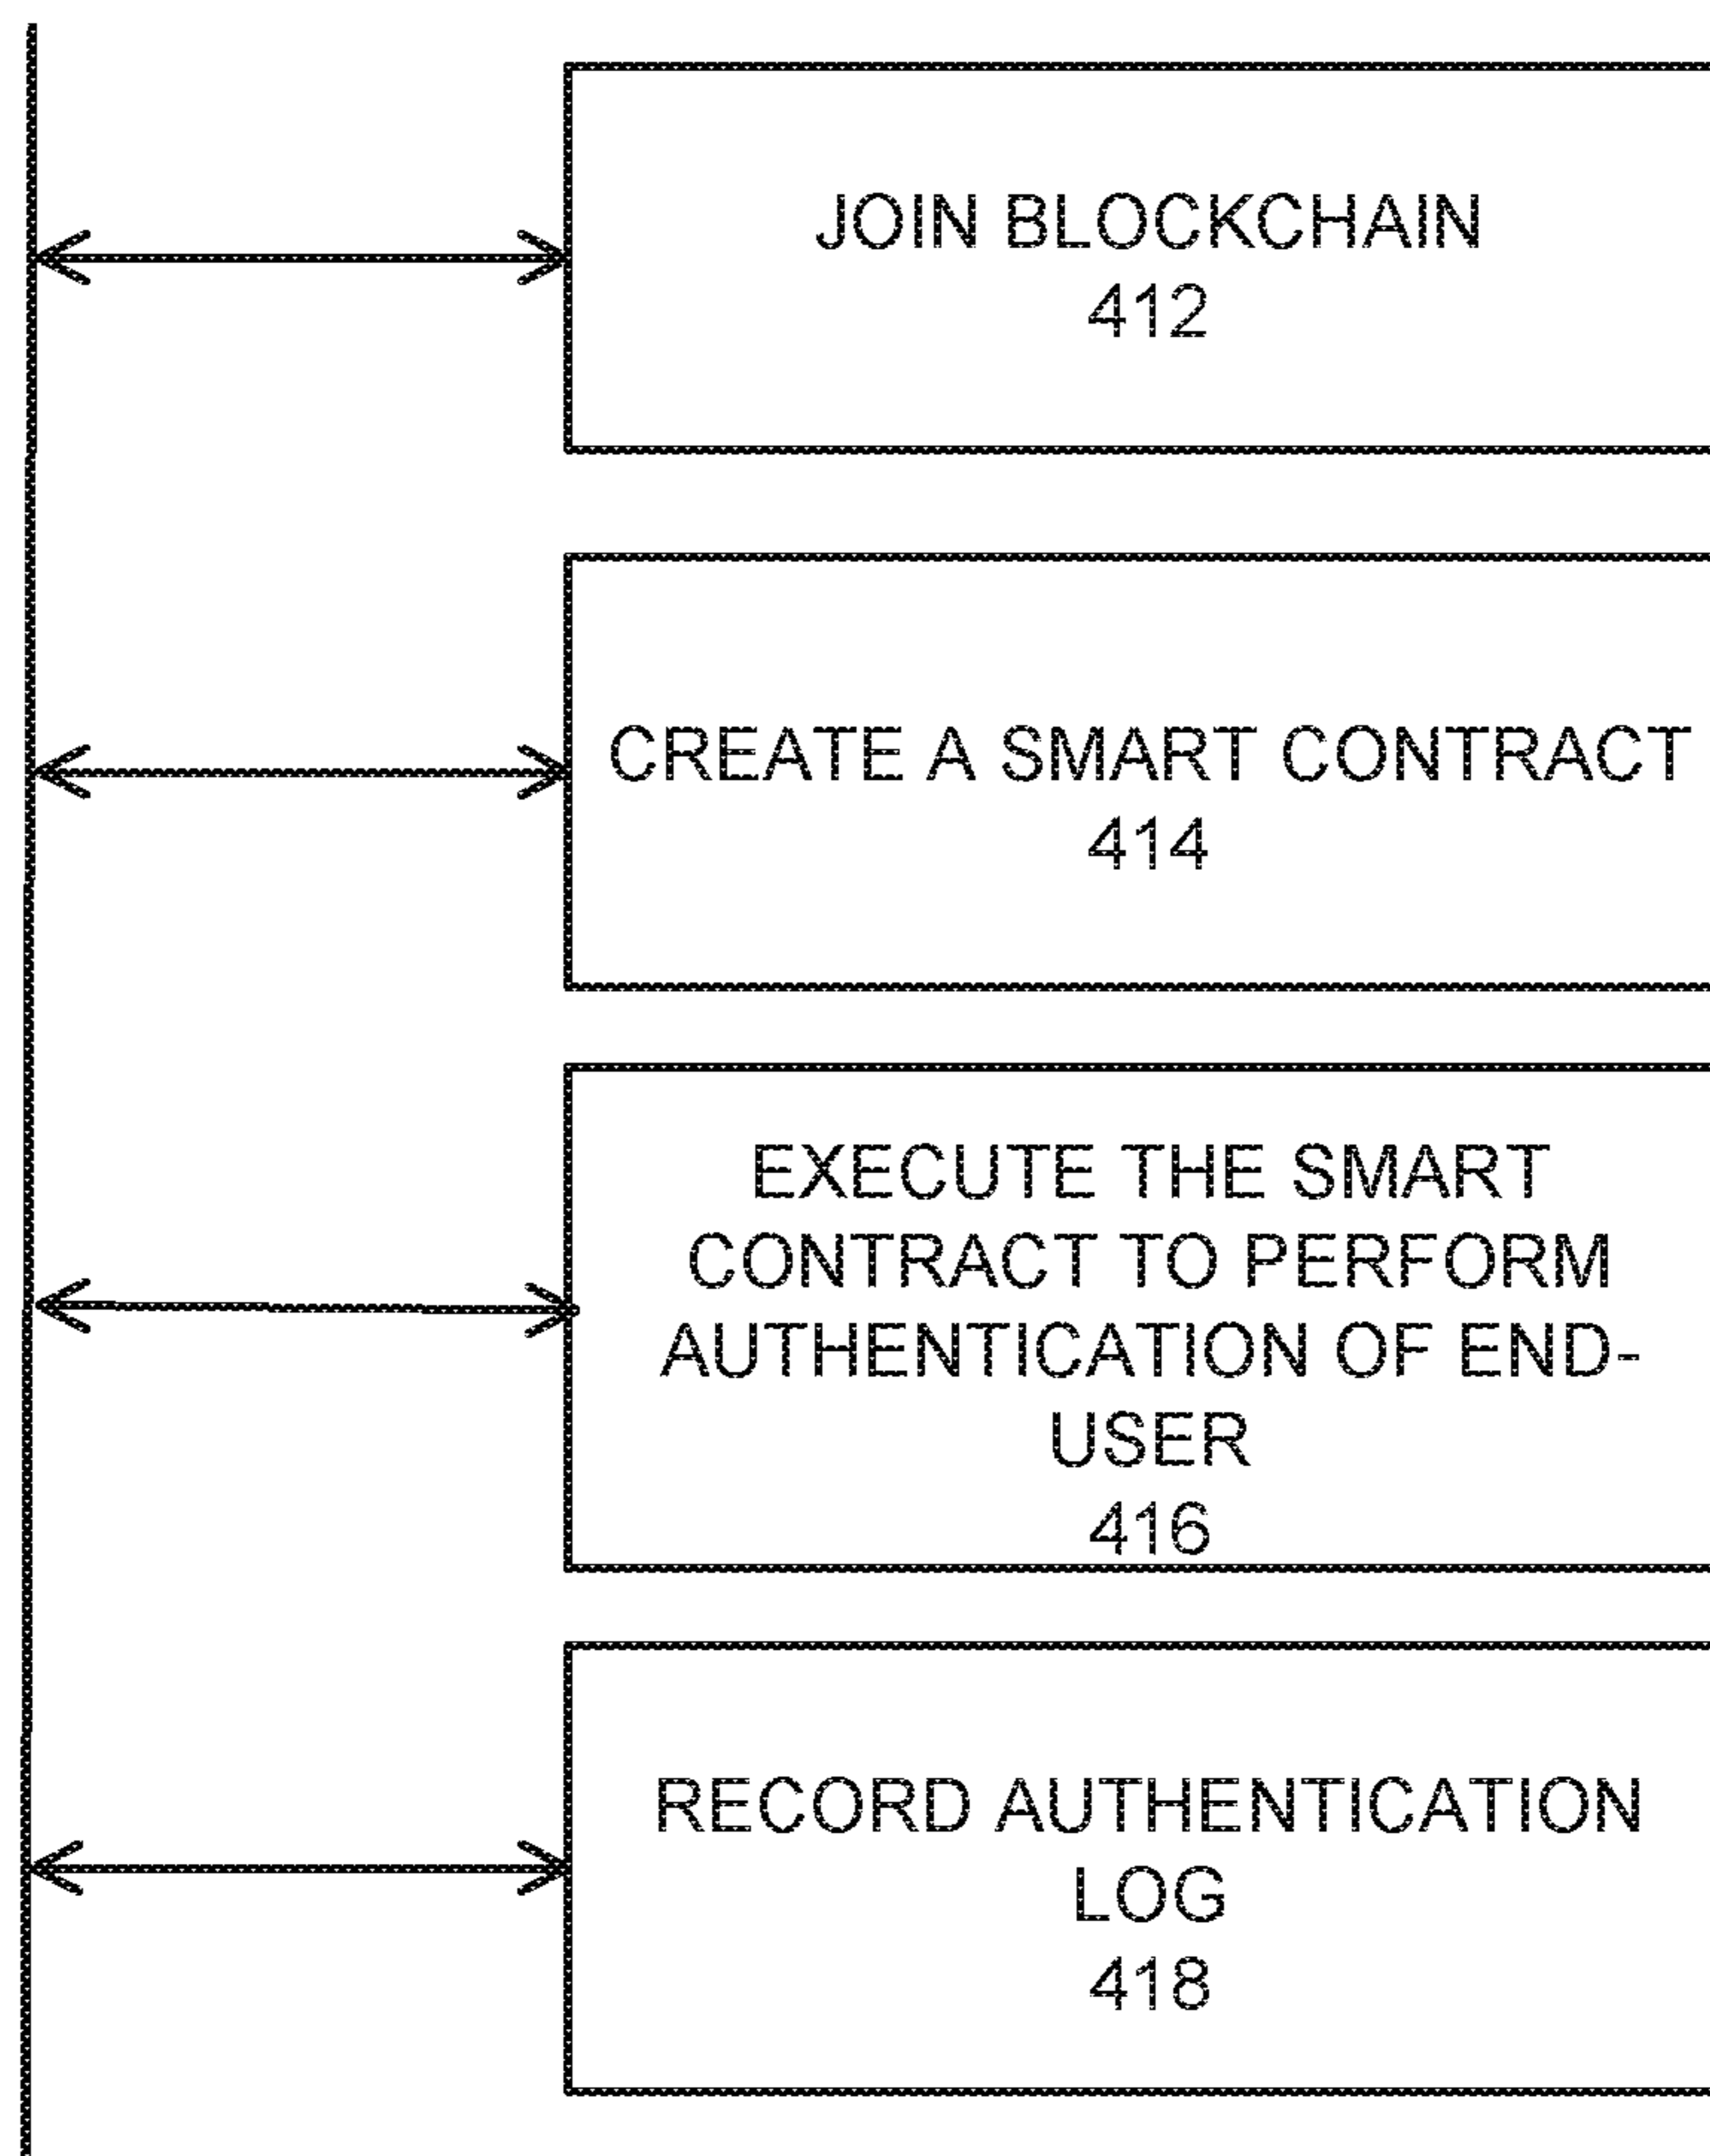 JOIN BLOCKCHAIN
412
CREATE A SMART CONTRACT
414
EXECUTE THE SMART
CONTRACT TO PERFORM
AUTHENTICATION OF END-
USER
416
RECORD AUTHENTICATION
LOG
418